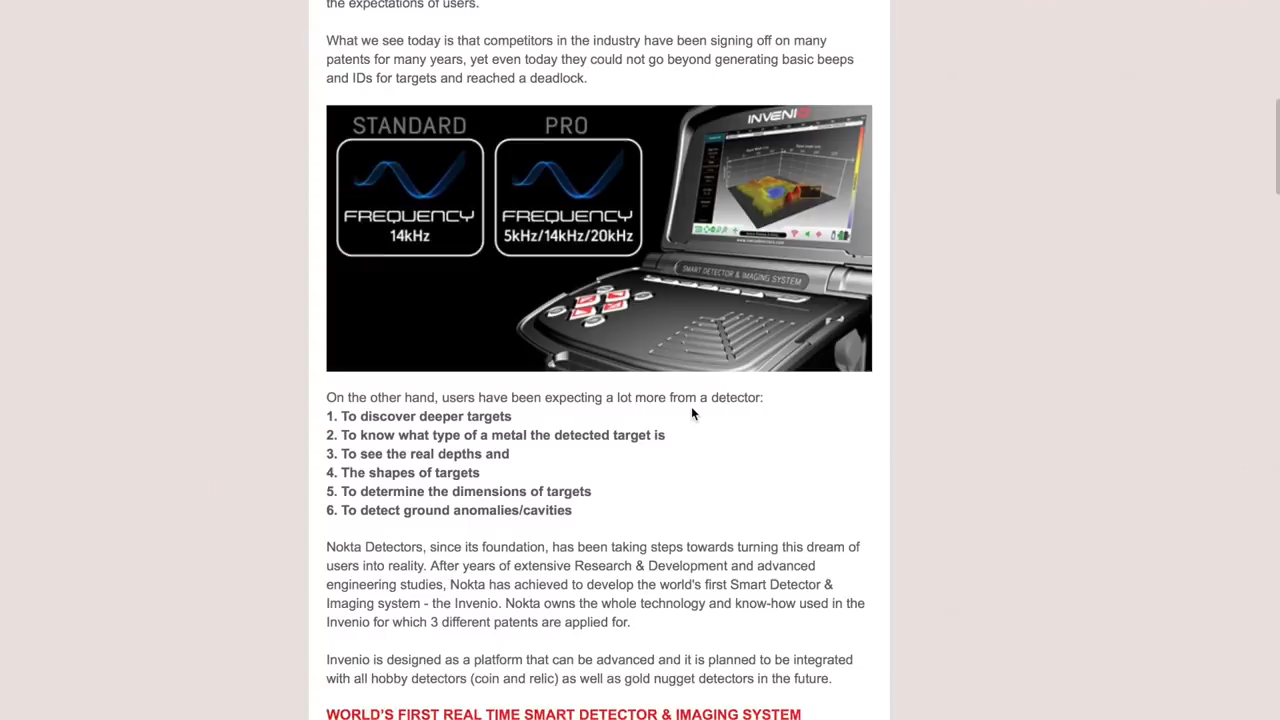 the expectations of users.
What we see today is that competitors in the industry have been signing off on many
patents for many years, yet even today they could not go beyond generating basic beeps
and IDs for targets and reached a deadlock.
STANDARD
PRO
INVENIO
FREQUENCY
14kHz
FREQUENCY
5kHz/14kHz/20kHz
SMART DETECTOR & IMAGING SYSTEM
On the other hand, users have been expecting a lot more from a detector:
1. To discover deeper targets
2. To know what type of a metal the detected target is
3. To see the real depths and
4. The shapes of targets
5. To determine the dimensions of targets
6. To detect ground anomalies/cavities
Nokta Detectors, since its foundation, has been taking steps towards turning this dream of
users into reality. After years of extensive Research & Development and advanced
engineering studies, Nokta has achieved to develop the world's first Smart Detector &
Imaging system - the Invenio. Nokta owns the whole technology and know-how used in the
Invenio for which 3 different patents are applied for.
Invenio is designed as a platform that can be advanced and it is planned to be integrated
with all hobby detectors (coin and relic) as well as gold nugget detectors in the future.
WORLD'S FIRST REAL TIME SMART DETECTOR & IMAGING SYSTEM